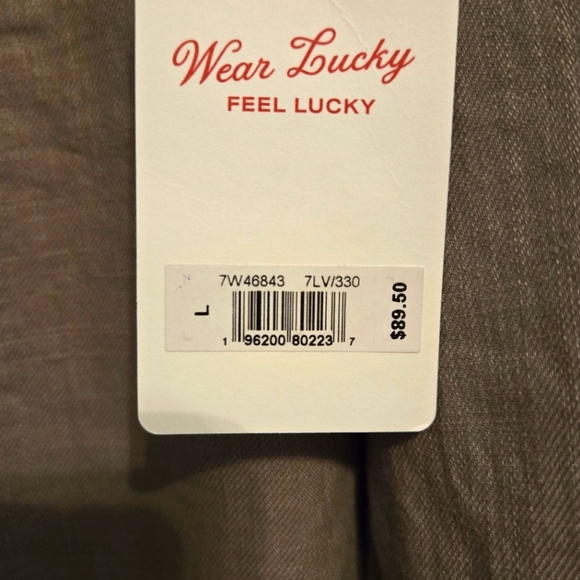 Wear Lucky
FEEL LUCKY
7W46843 7LV/330
L
1 96200 80223 7
$89.50